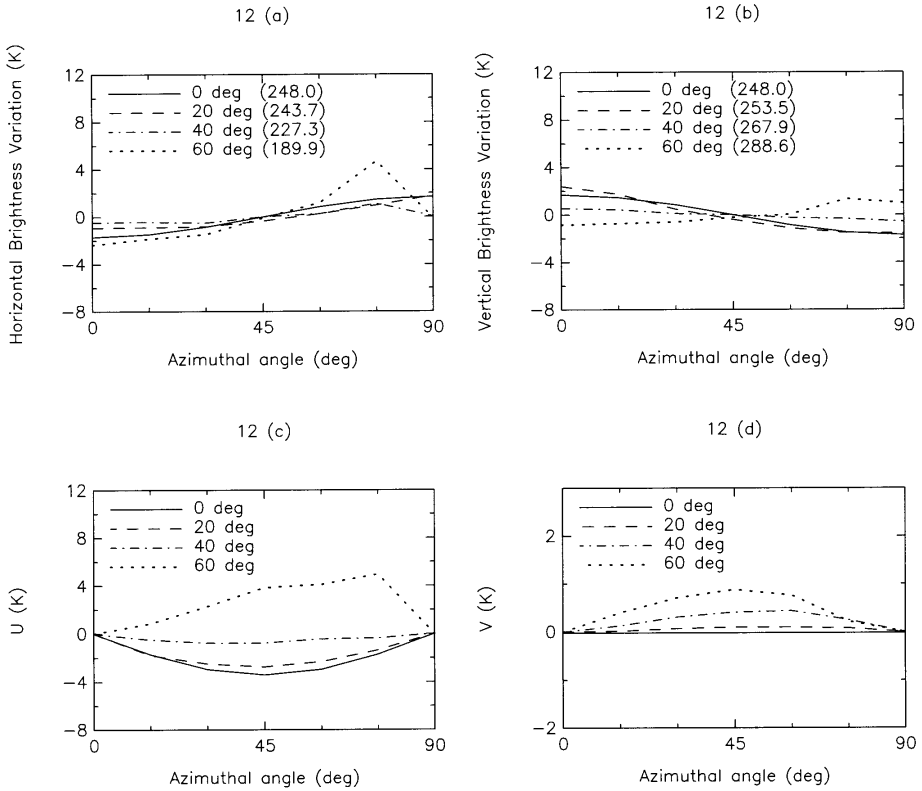 12 (a)
Horizontal Brightness Variation (K)
12
8
4
0
−4
−8
0 deg (248.0)
20 deg (243.7)
40 deg (227.3)
60 deg (189.9)
0
45
90
Azimuthal angle (deg)
12 (b)
Vertical Brightness Variation (K)
12
8
4
0
−4
−8
0 deg (248.0)
20 deg (253.5)
40 deg (267.9)
60 deg (288.6)
0
45
90
Azimuthal angle (deg)
12 (c)
U (K)
12
8
4
0
−4
−8
0 deg
20 deg
40 deg
60 deg
0
45
90
Azimuthal angle (deg)
12 (d)
V (K)
2
0
−2
0 deg
20 deg
40 deg
60 deg
0
45
90
Azimuthal angle (deg)